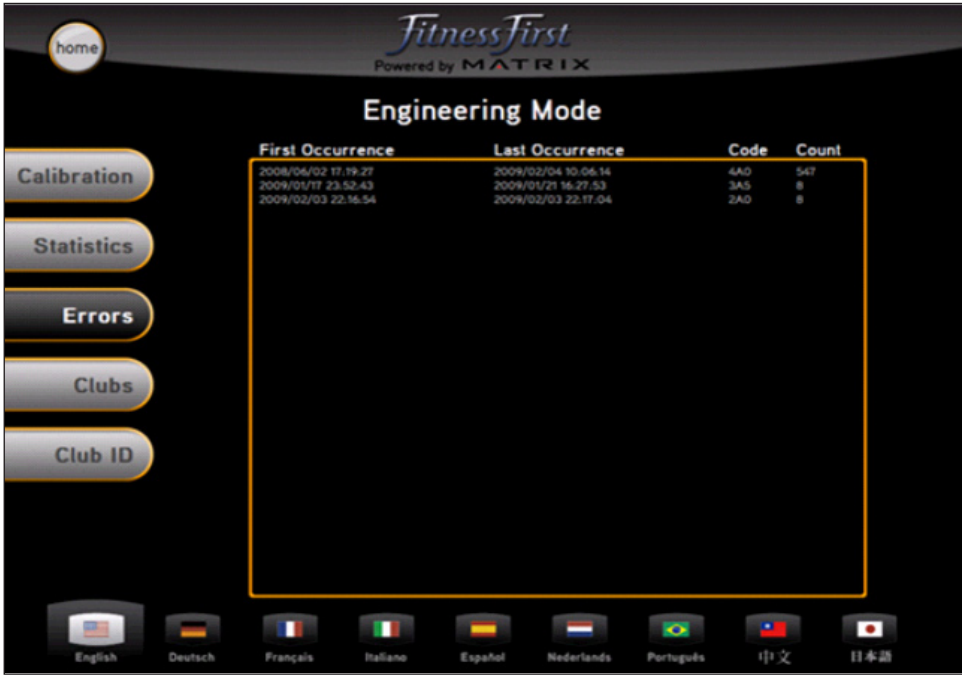 home
FitnessFirst
Powered by MATRIX
Engineering Mode
First Occurrence Last Occurrence Code Count
2008/06/02 17:19:27 2009/02/04 10:06:14 4A0 547
2009/01/17 23:52:43 2009/01/21 16:27:53 3A5 8
2009/02/03 22:16:54 2009/02/03 22:17:04 2A0 8
Calibration
Statistics
Errors
Clubs
Club ID
English Deutsch Français Italiano Español Nederlands Português 中文 日本語